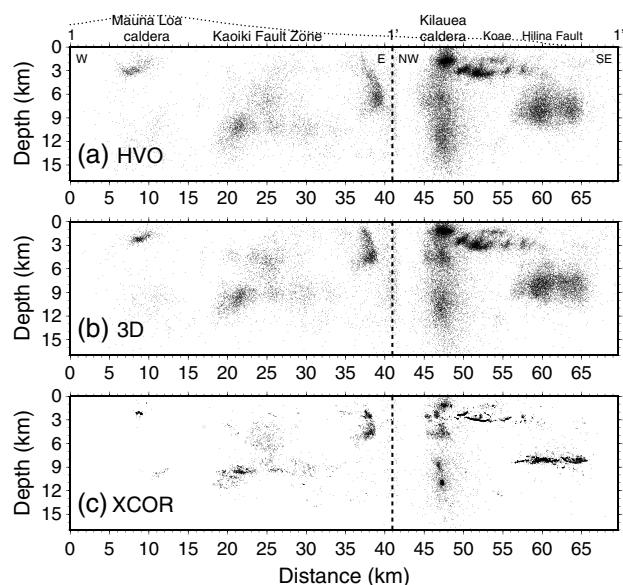 Mauna Loa caldera Kaoiki Fault Zone Kilauea caldera Koae Hilina Fault
1 1' 1"
W E NW SE
Depth (km)
0 3 6 9 12 15
(a) HVO
0 5 10 15 20 25 30 35 40 45 50 55 60 65
Depth (km)
0 3 6 9 12 15
(b) 3D
0 5 10 15 20 25 30 35 40 45 50 55 60 65
Depth (km)
0 3 6 9 12 15
(c) XCOR
0 5 10 15 20 25 30 35 40 45 50 55 60 65
Distance (km)